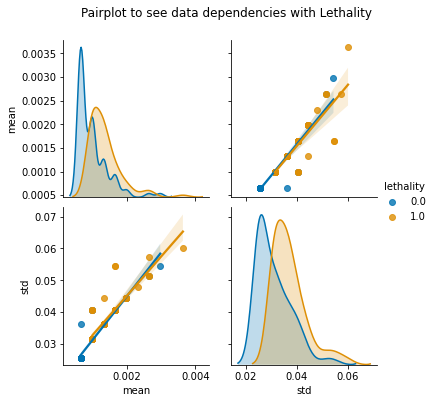 Pairplot to see data dependencies with Lethality
0.0035
0.0030
0.0025
0.0020
0.0015
0.0010
0.0005
mean
lethality
0.0
1.0
0.07
0.06
0.05
0.04
0.03
std
0.002 0.004
mean
0.02 0.04 0.06
std